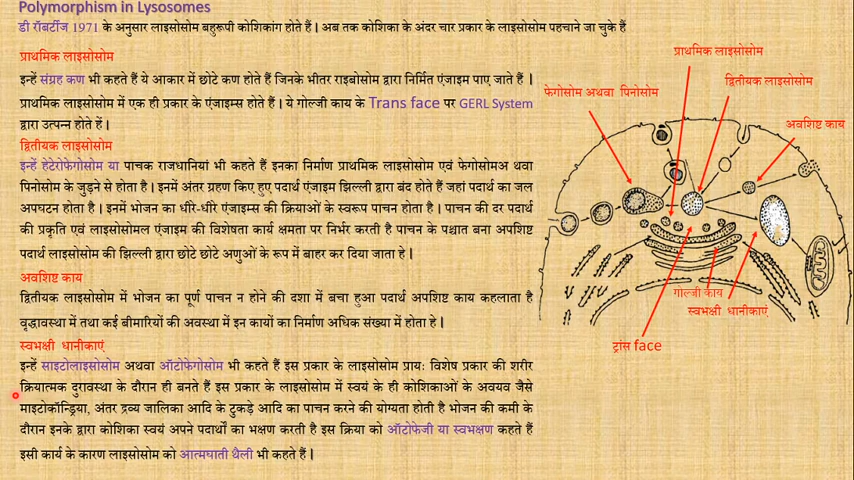 Polymorphism in Lysosomes
डी रॉबर्टीज 1971 के अनुसार लाइसोसोम बहुरूपी कोशिकांग होते हैं | अब तक कोशिका के अंदर चार प्रकार के लाइसोसोम पहचाने जा चुके हैं
प्राथमिक लाइसोसोम
इन्हें संग्रह कण भी कहते हैं ये आकार में छोटे कण होते हैं जिनके भीतर राइबोसोम द्वारा निर्मित एंजाइम पाए जाते हैं |
प्राथमिक लाइसोसोम में एक ही प्रकार के एंजाइम्स होते हैं | ये गोल्जी काय के Trans face पर GERL System
द्वारा उत्पन्न होते हें |
द्वितीयक लाइसोसोम
इन्हें हेटेरोफेगोसोम या पाचक राजधानियां भी कहते हैं इनका निर्माण प्राथमिक लाइसोसोम एवं फेगोसोमअ थवा
पिनोसोम के जुड़ने से होता है | इनमें अंतर ग्रहण किए हुए पदार्थ एंजाइम झिल्ली द्वारा बंद होते हैं जहां पदार्थ का जल
अपघटन होता है | इनमें भोजन का धीरे-धीरे एंजाइम्स की क्रियाओं के स्वरूप पाचन होता है | पाचन की दर पदार्थ
की प्रकृति एवं लाइसोसोमल एंजाइम की विशेषता कार्य क्षमता पर निर्भर करती है पाचन के पश्चात बना अपशिष्ट
पदार्थ लाइसोसोम की झिल्ली द्वारा छोटे छोटे अणुओं के रूप में बाहर कर दिया जाता हे |
अवशिष्ट काय
द्वितीयक लाइसोसोम में भोजन का पूर्ण पाचन न होने की दशा में बचा हुआ पदार्थ अपशिष्ट काय कहलाता है
वृद्धावस्था में तथा कई बीमारियों की अवस्था में इन कायों का निर्माण अधिक संख्या में होता हे |
स्वभक्षी धानीकाएं
इन्हें साइटोलाइसोसोम अथवा ऑटोफेगोसोम भी कहते हैं इस प्रकार के लाइसोसोम प्राय: विशेष प्रकार की शरीर
क्रियात्मक दुरावस्था के दौरान ही बनते हैं इस प्रकार के लाइसोसोम में स्वयं के ही कोशिकाओं के अवयव जैसे
माइटोकॉन्ड्रिया, अंतर द्रव्य जालिका आदि के टुकड़े आदि का पाचन करने की योग्यता होती है भोजन की कमी के
दौरान इनके द्वारा कोशिका स्वयं अपने पदार्थों का भक्षण करती है इस क्रिया को ऑटोफेजी या स्वभक्षण कहते हैं
इसी कार्य के कारण लाइसोसोम को आत्मघाती थैली भी कहते हैं |
प्राथमिक लाइसोसोम
द्वितीयक लाइसोसोम
फेगोसोम अथवा पिनोसोम
अवशिष्ट काय
गाल्जी काय
स्वभक्षी धानीकाएं
ट्रांस face